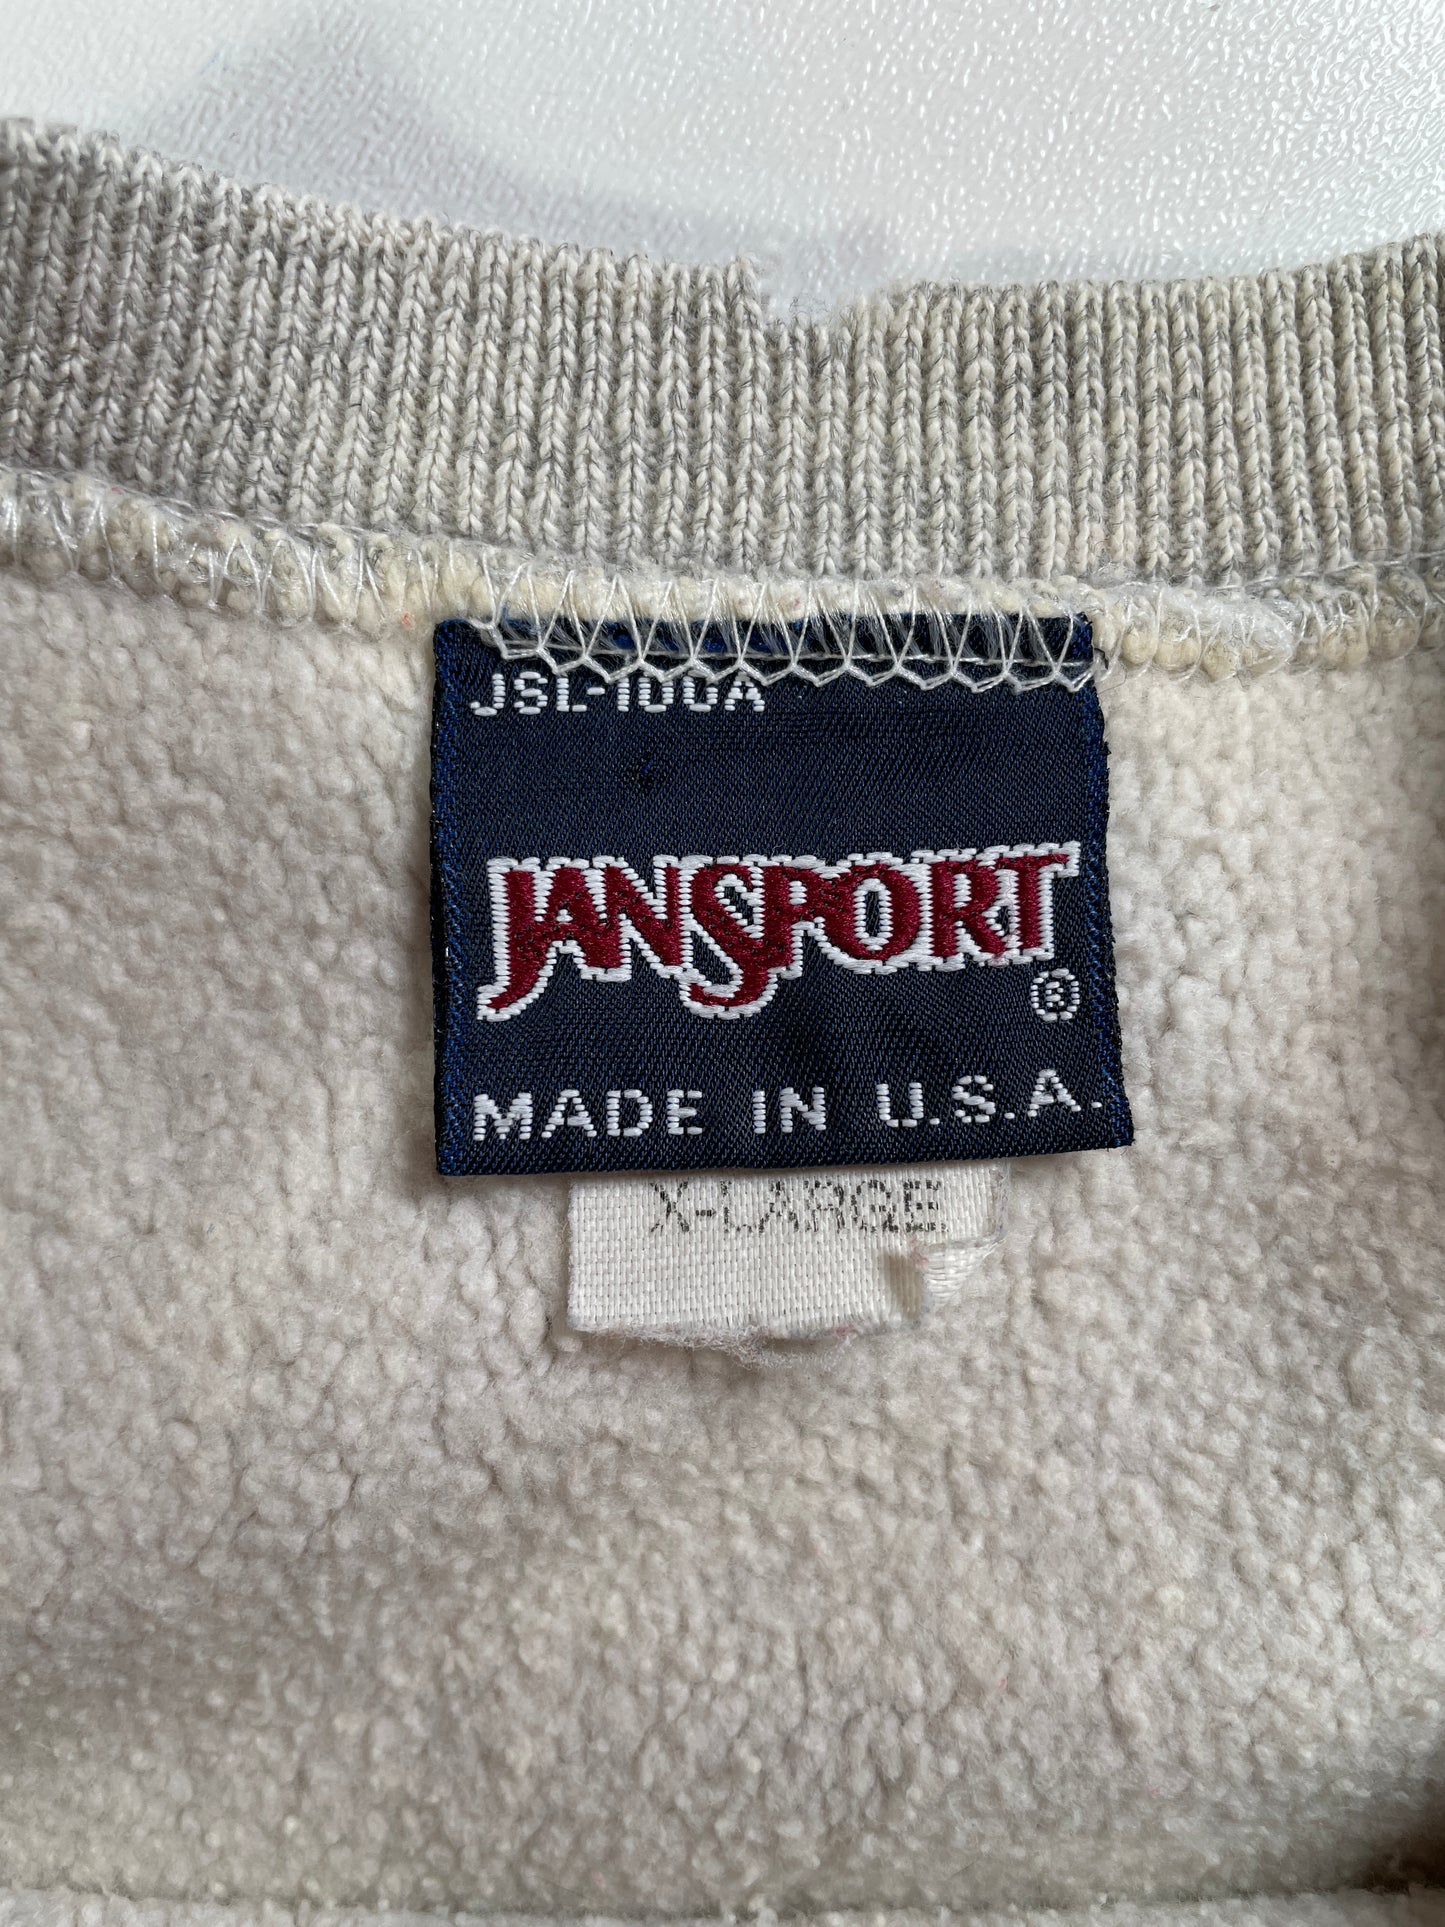 JSL-100A
JANSPORT
®
MADE IN U.S.A.
X-LARGE